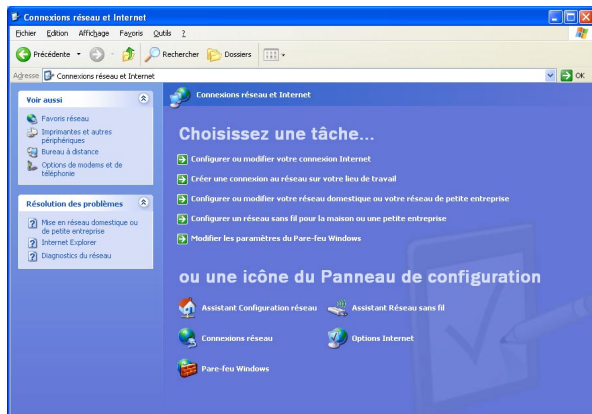 Connexions réseau et Internet
Fichier Edition Affichage Favoris Outils ?
Précédente Rechercher Dossiers
Adresse Connexions réseau et Internet OK
Voir aussi
Favoris réseau
Imprimantes et autres
périphériques
Bureau à distance
Options de modems et de
téléphonie
Résolution des problèmes
Mise en réseau domestique ou
de petite entreprise
Internet Explorer
Diagnostics du réseau
Connexions réseau et Internet
Choisissez une tâche...
Configurer ou modifier votre connexion Internet
Créer une connexion au réseau sur votre lieu de travail
Configurer ou modifier votre réseau domestique ou votre réseau de petite entreprise
Configurer un réseau sans fil pour la maison ou une petite entreprise
Modifier les paramètres du Pare-feu Windows
ou une icône du Panneau de configuration
Assistant Configuration réseau Assistant Réseau sans fil
Connexions réseau Options Internet
Pare-feu Windows